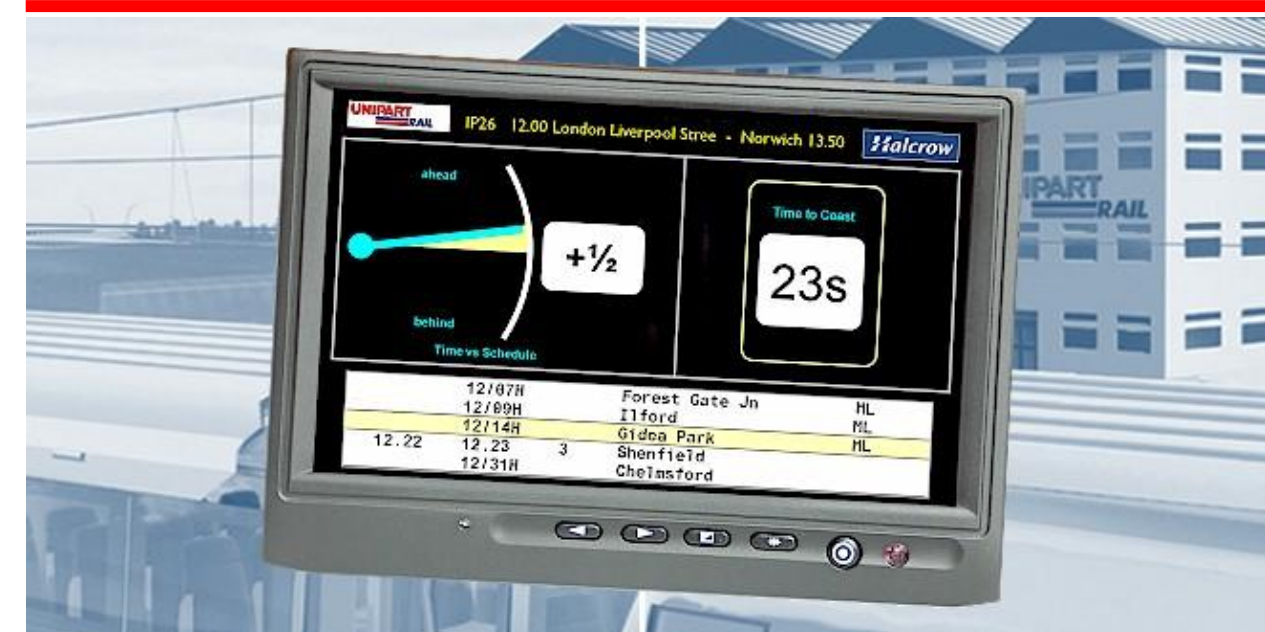 UNIPART
RAIL
IP26 12.00 London Liverpool Stree - Norwich 13.50
Halcrow
ahead
+½
behind
Time vs Schedule
Time to Coast
23s
12/07H Forest Gate Jn ML
12/09H Ilford ML
12/14H Gidea Park ML
12.22 12.23 3 Shenfield
12/31H Chelmsford
IPART
RAIL